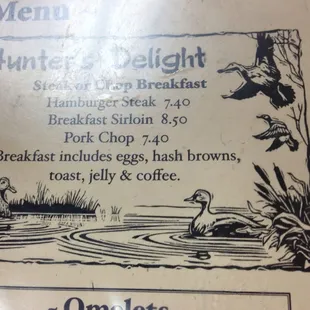 Menu
Hunter's Delight
Steak or Chop Breakfast
Hamburger Steak 7.40
Breakfast Sirloin 8.50
Pork Chop 7.40
Breakfast includes eggs, hash browns,
toast, jelly & coffee.
~Omelets